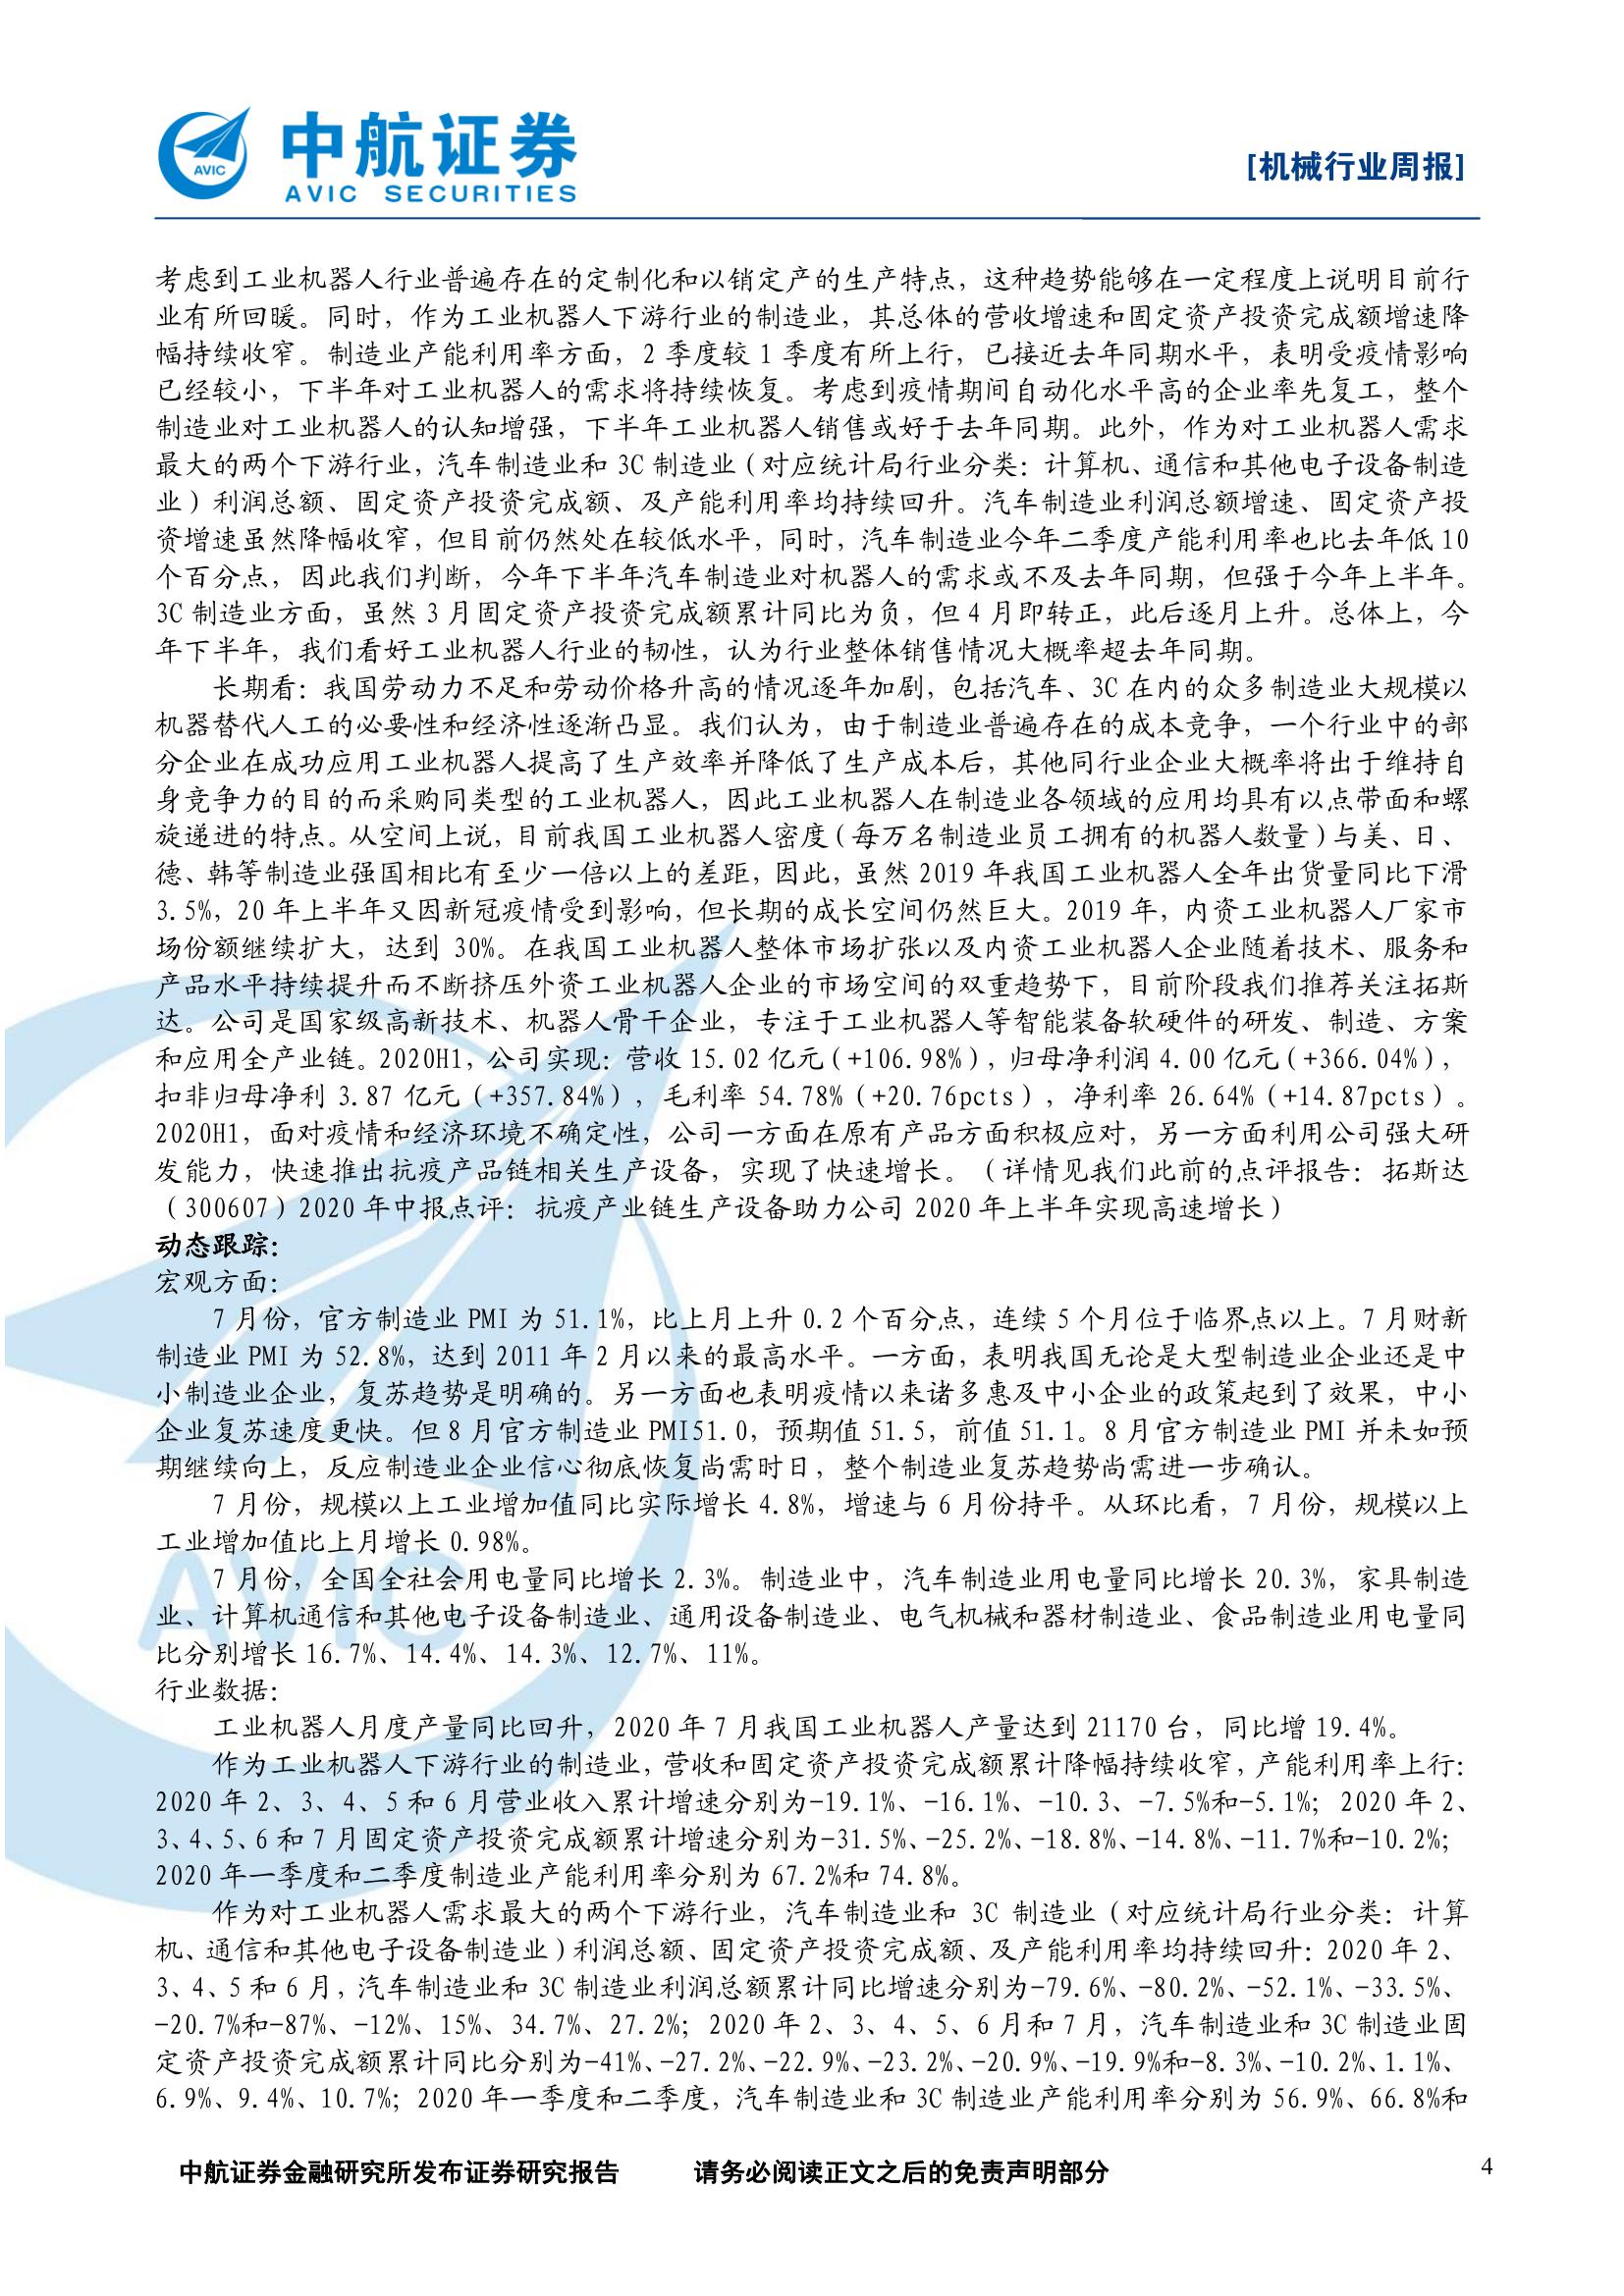 AVIC
中航证券
AVIC SECURITIES
[机械行业周报]
考虑到工业机器人行业普遍存在的定制化和以销定产的生产特点，这种趋势能够在一定程度上说明目前行
业有所回暖。同时，作为工业机器人下游行业的制造业，其总体的营收增速和固定资产投资完成额增速降
幅持续收窄。制造业产能利用率方面，2 季度较 1 季度有所上行，已接近去年同期水平，表明受疫情影响
已经较小，下半年对工业机器人的需求将持续恢复。考虑到疫情期间自动化水平高的企业率先复工，整个
制造业对工业机器人的认知增强，下半年工业机器人销售或好于去年同期。此外，作为对工业机器人需求
最大的两个下游行业，汽车制造业和 3C 制造业（对应统计局行业分类：计算机、通信和其他电子设备制造
业）利润总额、固定资产投资完成额、及产能利用率均持续回升。汽车制造业利润总额增速、固定资产投
资增速虽然降幅收窄，但目前仍然处在较低水平，同时，汽车制造业今年二季度产能利用率也比去年低 10
个百分点，因此我们判断，今年下半年汽车制造业对机器人的需求或不及去年同期，但强于今年上半年。
3C 制造业方面，虽然 3 月固定资产投资完成额累计同比为负，但 4 月即转正，此后逐月上升。总体上，今
年下半年，我们看好工业机器人行业的韧性，认为行业整体销售情况大概率超去年同期。
长期看：我国劳动力不足和劳动价格升高的情况逐年加剧，包括汽车、3C 在内的众多制造业大规模以
机器替代人工的必要性和经济性逐渐凸显。我们认为，由于制造业普遍存在的成本竞争，一个行业中的部
分企业在成功应用工业机器人提高了生产效率并降低了生产成本后，其他同行业企业大概率将出于维持自
身竞争力的目的而采购同类型的工业机器人，因此工业机器人在制造业各领域的应用均具有以点带面和螺
旋递进的特点。从空间上说，目前我国工业机器人密度（每万名制造业员工拥有的机器人数量）与美、日、
德、韩等制造业强国相比有至少一倍以上的差距，因此，虽然 2019 年我国工业机器人全年出货量同比下滑
3.5%，20 年上半年又因新冠疫情受到影响，但长期的成长空间仍然巨大。2019 年，内资工业机器人厂家市
场份额继续扩大，达到 30%。在我国工业机器人整体市场扩张以及内资工业机器人企业随着技术、服务和
产品水平持续提升而不断挤压外资工业机器人企业的市场空间的双重趋势下，目前阶段我们推荐关注拓斯
达。公司是国家级高新技术、机器人骨干企业，专注于工业机器人等智能装备软硬件的研发、制造、方案
和应用全产业链。2020H1，公司实现：营收 15.02 亿元（+106.98%），归母净利润 4.00 亿元（+366.04%），
扣非归母净利 3.87 亿元（+357.84%），毛利率 54.78%（+20.76pcts），净利率 26.64%（+14.87pcts）。
2020H1，面对疫情和经济环境不确定性，公司一方面在原有产品方面积极应对，另一方面利用公司强大研
发能力，快速推出抗疫产品链相关生产设备，实现了快速增长。（详情见我们此前的点评报告：拓斯达
（300607）2020 年中报点评：抗疫产业链生产设备助力公司 2020 年上半年实现高速增长）
动态跟踪：
宏观方面：
7 月份，官方制造业 PMI 为 51.1%，比上月上升 0.2 个百分点，连续 5 个月位于临界点以上。7 月财新
制造业 PMI 为 52.8%，达到 2011 年 2 月以来的最高水平。一方面，表明我国无论是大型制造业企业还是中
小制造业企业，复苏趋势是明确的。另一方面也表明疫情以来诸多惠及中小企业的政策起到了效果，中小
企业复苏速度更快。但 8 月官方制造业 PMI51.0，预期值 51.5，前值 51.1。8 月官方制造业 PMI 并未如预
期继续向上，反应制造业企业信心彻底恢复尚需时日，整个制造业复苏趋势尚需进一步确认。
7 月份，规模以上工业增加值同比实际增长 4.8%，增速与 6 月份持平。从环比看，7 月份，规模以上
工业增加值比上月增长 0.98%。
7 月份，全国全社会用电量同比增长 2.3%。制造业中，汽车制造业用电量同比增长 20.3%，家具制造
业、计算机通信和其他电子设备制造业、通用设备制造业、电气机械和器材制造业、食品制造业用电量同
比分别增长 16.7%、14.4%、14.3%、12.7%、11%。
行业数据：
工业机器人月度产量同比回升，2020 年 7 月我国工业机器人产量达到 21170 台，同比增 19.4%。
作为工业机器人下游行业的制造业，营收和固定资产投资完成额累计降幅持续收窄，产能利用率上行：
2020 年 2、3、4、5 和 6 月营业收入累计增速分别为-19.1%、-16.1%、-10.3、-7.5%和-5.1%；2020 年 2、
3、4、5、6 和 7 月固定资产投资完成额累计增速分别为-31.5%、-25.2%、-18.8%、-14.8%、-11.7%和-10.2%；
2020 年一季度和二季度制造业产能利用率分别为 67.2%和 74.8%。
作为对工业机器人需求最大的两个下游行业，汽车制造业和 3C 制造业（对应统计局行业分类：计算
机、通信和其他电子设备制造业）利润总额、固定资产投资完成额、及产能利用率均持续回升：2020 年 2、
3、4、5 和 6 月，汽车制造业和 3C 制造业利润总额累计同比增速分别为-79.6%、-80.2%、-52.1%、-33.5%、
-20.7%和-87%、-12%、15%、34.7%、27.2%；2020 年 2、3、4、5、6 月和 7 月，汽车制造业和 3C 制造业固
定资产投资完成额累计同比分别为-41%、-27.2%、-22.9%、-23.2%、-20.9%、-19.9%和-8.3%、-10.2%、1.1%、
6.9%、9.4%、10.7%；2020 年一季度和二季度，汽车制造业和 3C 制造业产能利用率分别为 56.9%、66.8%和
AVIC
中航证券金融研究所发布证券研究报告 请务必阅读正文之后的免责声明部分 4